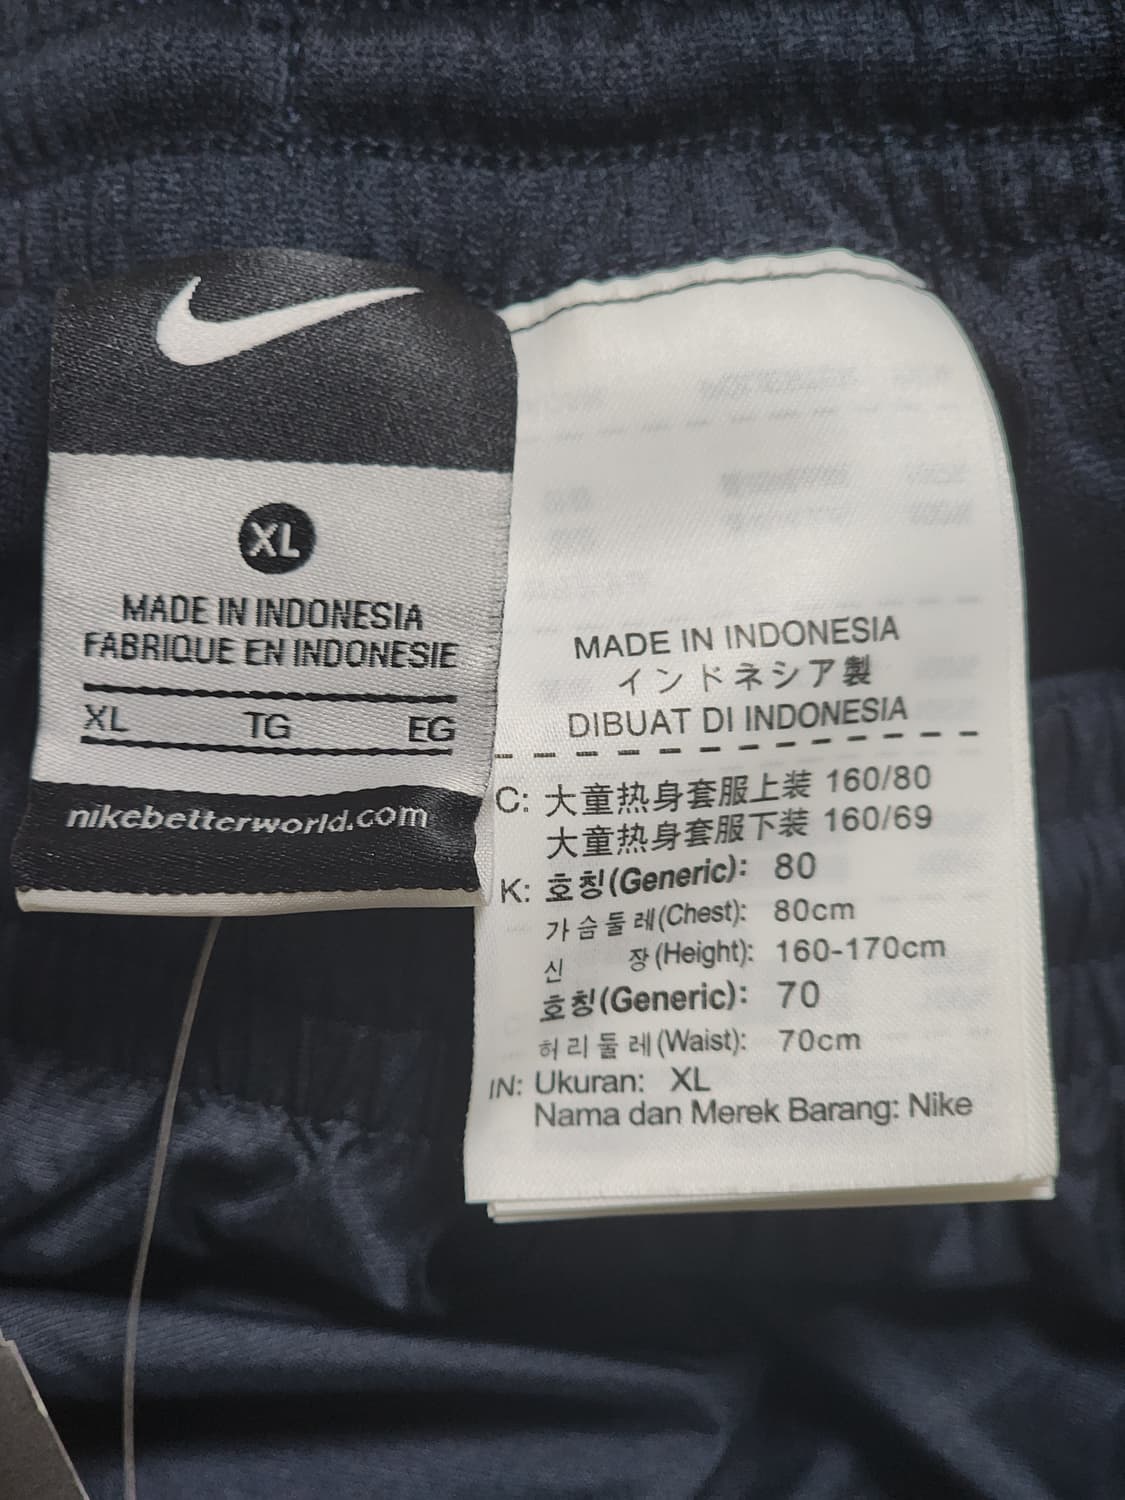 XL
MADE IN INDONESIA
FABRIQUE EN INDONESIE
XL TG EG
nikebetterworld.com
MADE IN INDONESIA
インドネシア製
DIBUAT DI INDONESIA
C: 大童热身套服上装 160/80
大童热身套服下装 160/69
K: 호칭(Generic): 80
가슴둘레(Chest): 80cm
신 장(Height): 160-170cm
호칭(Generic): 70
허리둘레(Waist): 70cm
IN: Ukuran: XL
Nama dan Merek Barang: Nike